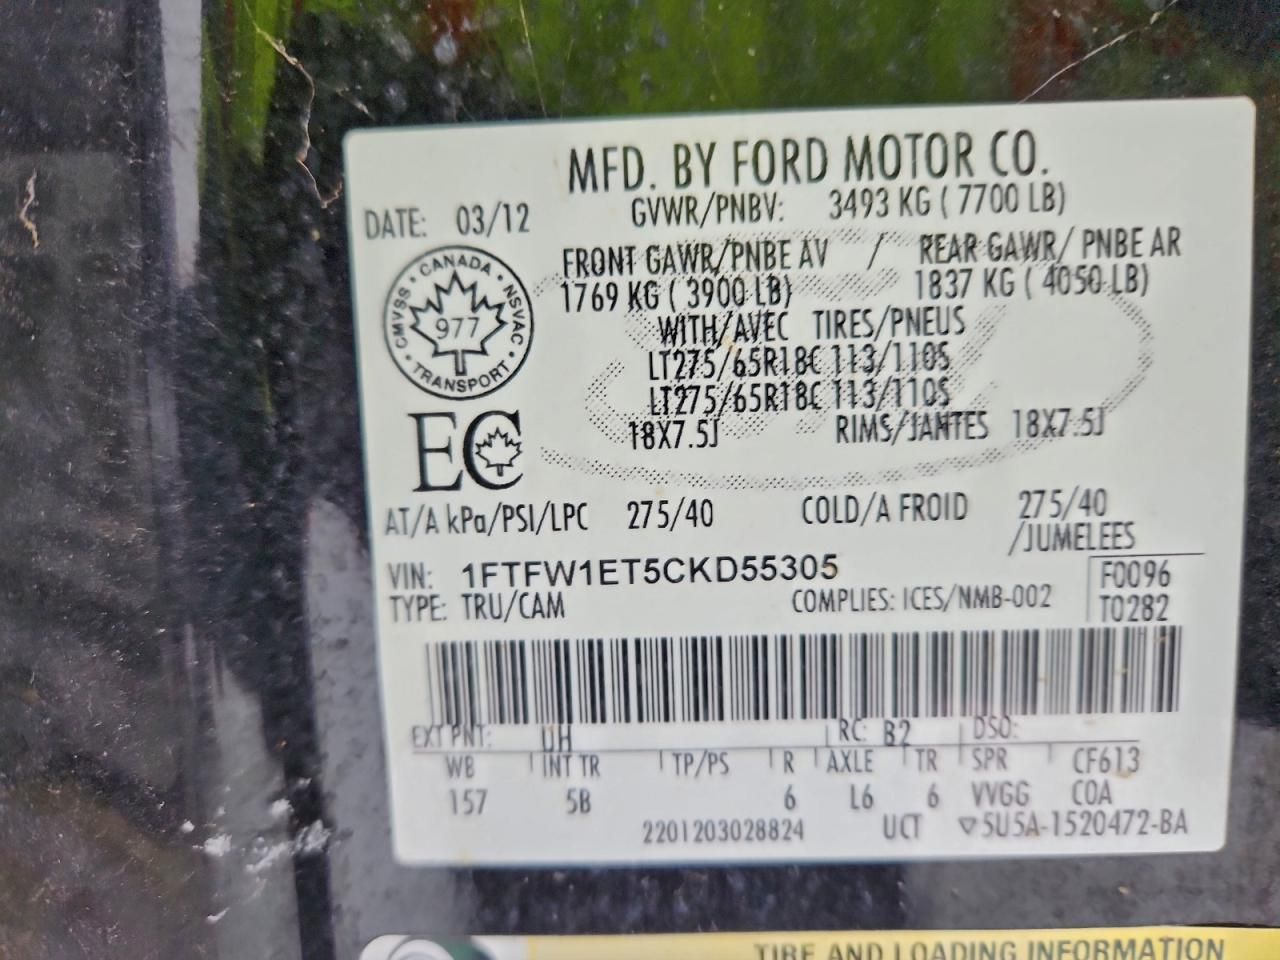 MFD. BY FORD MOTOR CO.
DATE: 03/12 GVWR/PNBV: 3493 KG ( 7700 LB)
FRONT GAWR/PNBE AV / REAR GAWR/ PNBE AR
1769 KG ( 3900 LB) 1837 KG ( 4050 LB)
WITH/AVEC TIRES/PNEUS
LT275/65R18C 113/110S
LT275/65R18C 113/110S
18X7.5J RIMS/JANTES 18X7.5J
CANADA
CMVSS • NSVAC
977
TRANSPORT
EC
AT/A kPa/PSI/LPC 275/40 COLD/A FROID 275/40
/JUMELEES
VIN: 1FTFW1ET5CKD55305 F0096
TYPE: TRU/CAM COMPLIES: ICES/NMB-002 T0282
EXT PNT: UH RC: B2 DSO:
WB INT TR TP/PS R AXLE TR SPR CF613
157 5B 6 L6 6 VVGG COA
2201203028824 UCT ▽5U5A-1520472-BA
TIRE AND LOADING INFORMATION